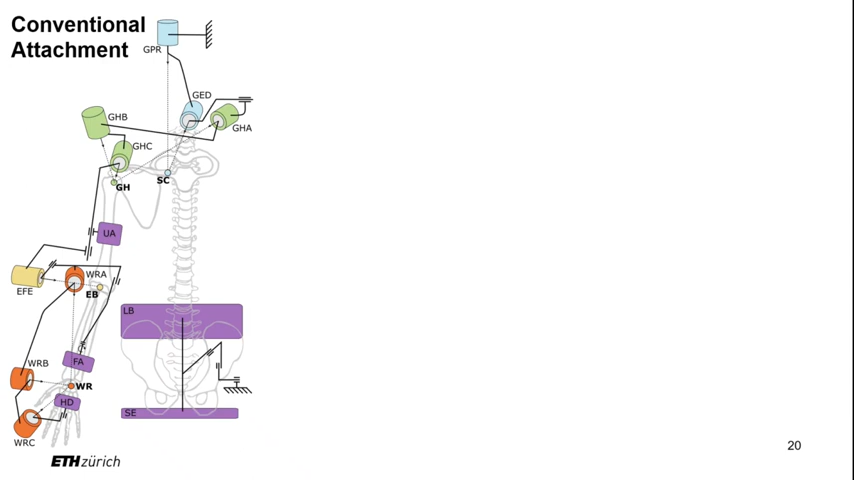 Conventional
Attachment
GPR
GED
GHB
GHA
GHC
SC
GH
UA
WRA
EFE
EB
LB
FA
WRB
WR
HD
SE
WRC
20
ETH zürich